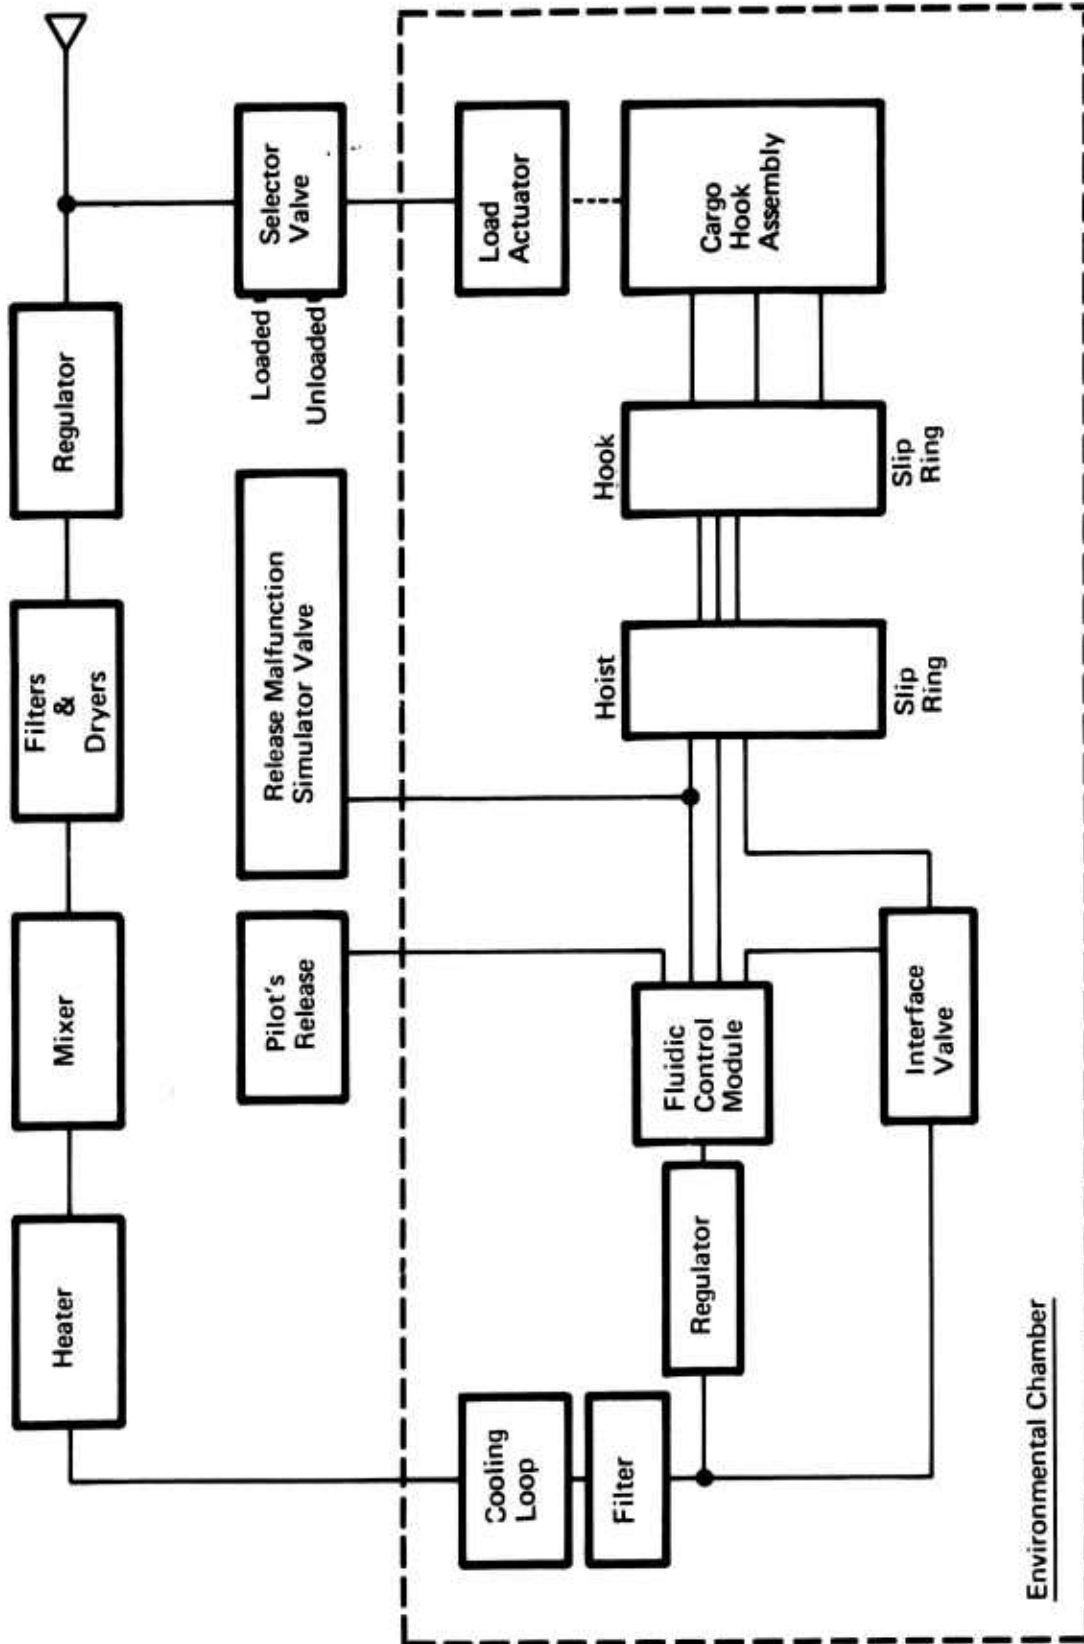 Heater
Mixer
Filters
&
Dryers
Regulator
Pilot's
Release
Release Malfunction
Simulator Valve
Loaded
Unloaded
Selector
Valve
Cooling
Loop
Filter
Regulator
Fluidic
Control
Module
Interface
Valve
Hoist
Slip
Ring
Hook
Slip
Ring
Load
Actuator
Cargo
Hook
Assembly
Environmental Chamber